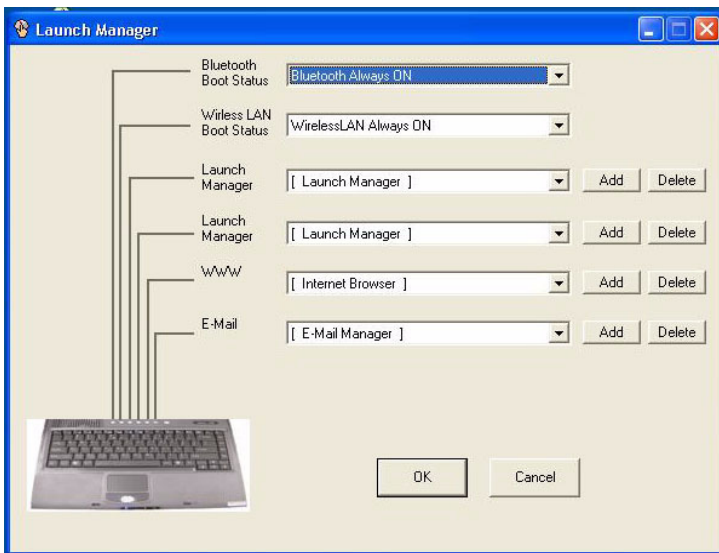 Launch Manager
Bluetooth
Boot Status
Bluetooth Always ON
Wirless LAN
Boot Status
WirelessLAN Always ON
Launch
Manager
[ Launch Manager ]
Add
Delete
Launch
Manager
[ Launch Manager ]
Add
Delete
WWW
[ Internet Browser ]
Add
Delete
E-Mail
[ E-Mail Manager ]
Add
Delete
OK
Cancel